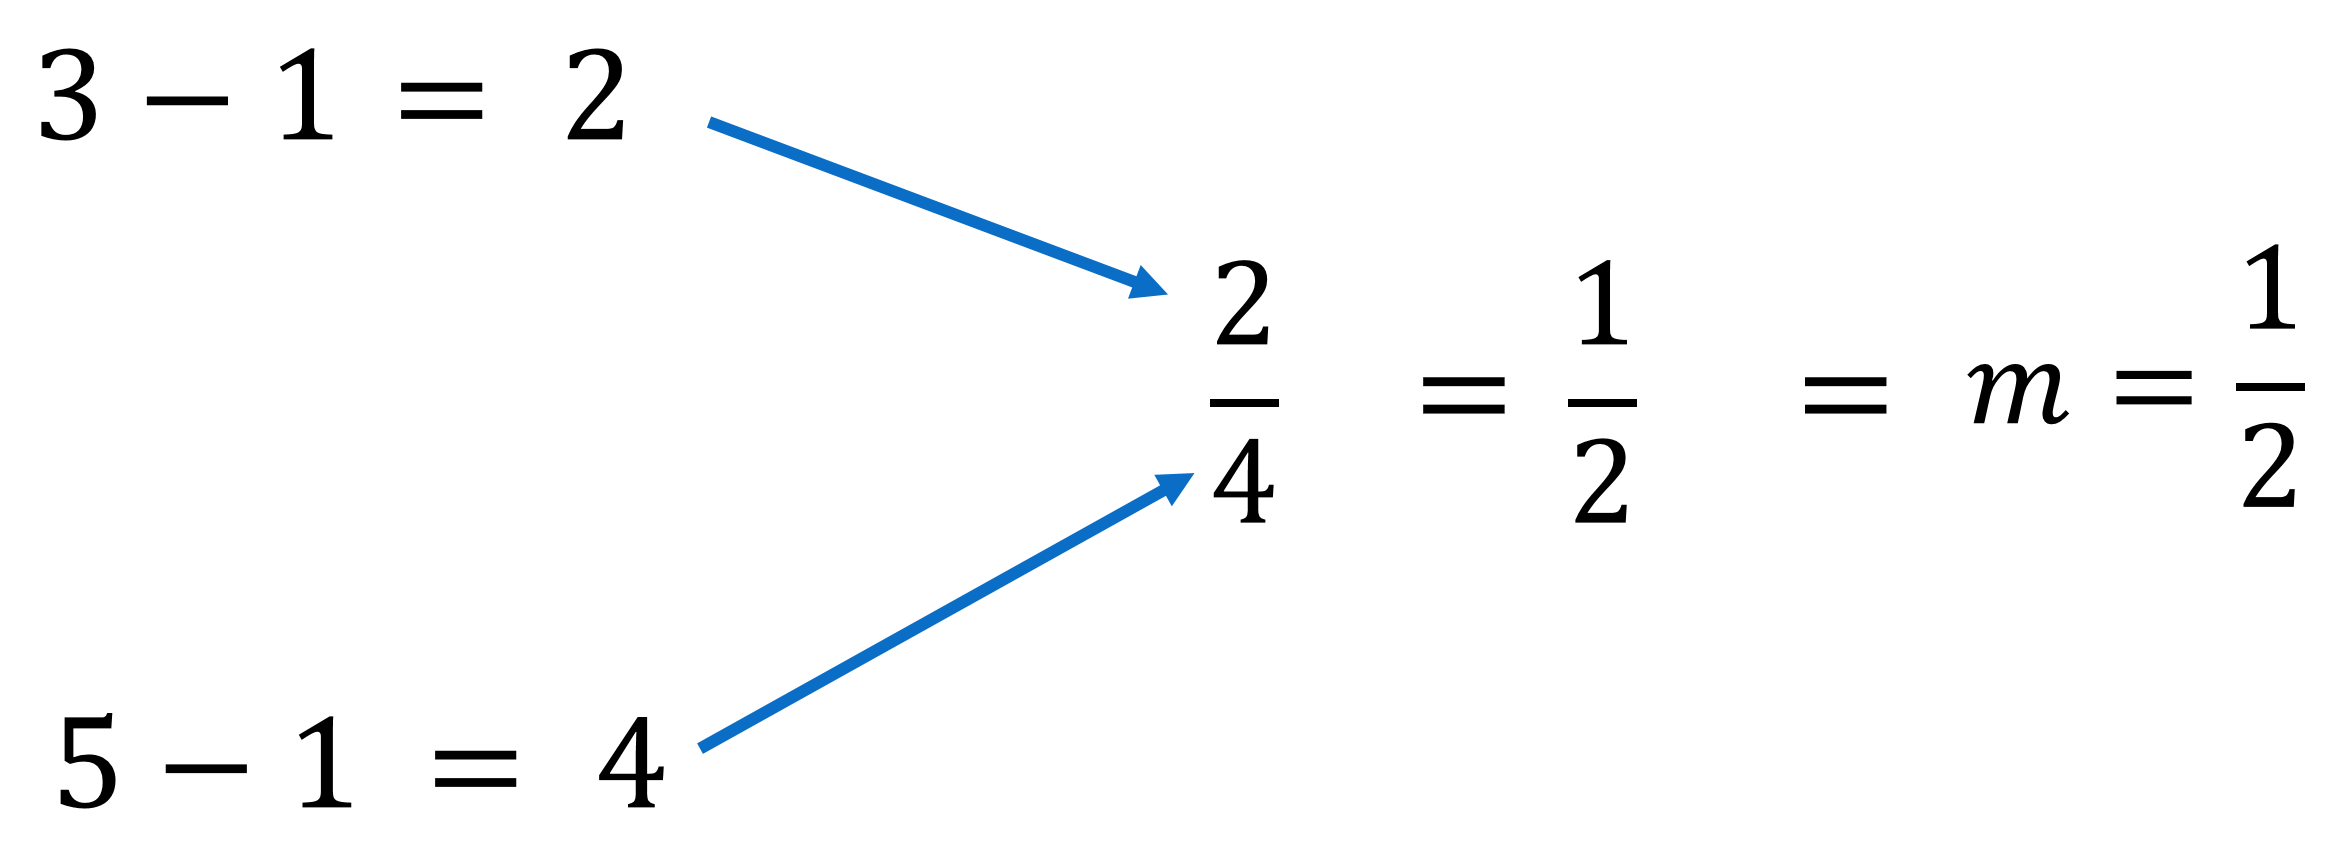 3 − 1 = 2
2/4 = 1/2 = m = 1/2
5 − 1 = 4